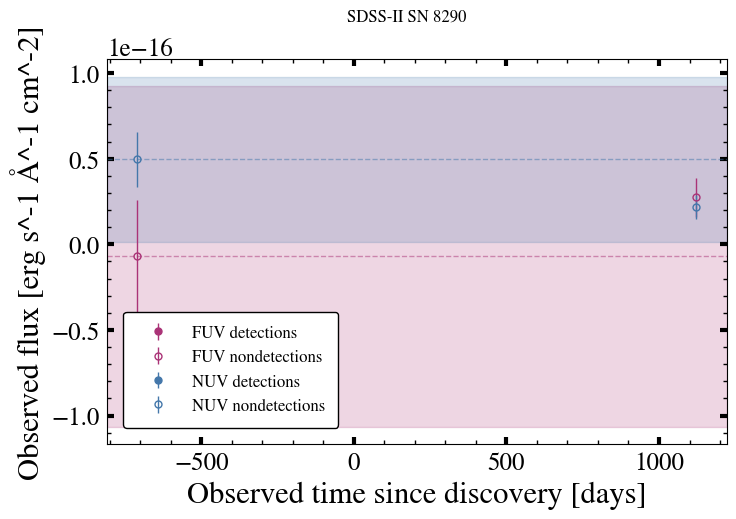 SDSS-II SN 8290
1e−16
Observed flux [erg s^-1 Å^-1 cm^-2]
1.0
0.5
0.0
−0.5
−1.0
FUV detections
FUV nondetections
NUV detections
NUV nondetections
−500 0 500 1000
Observed time since discovery [days]